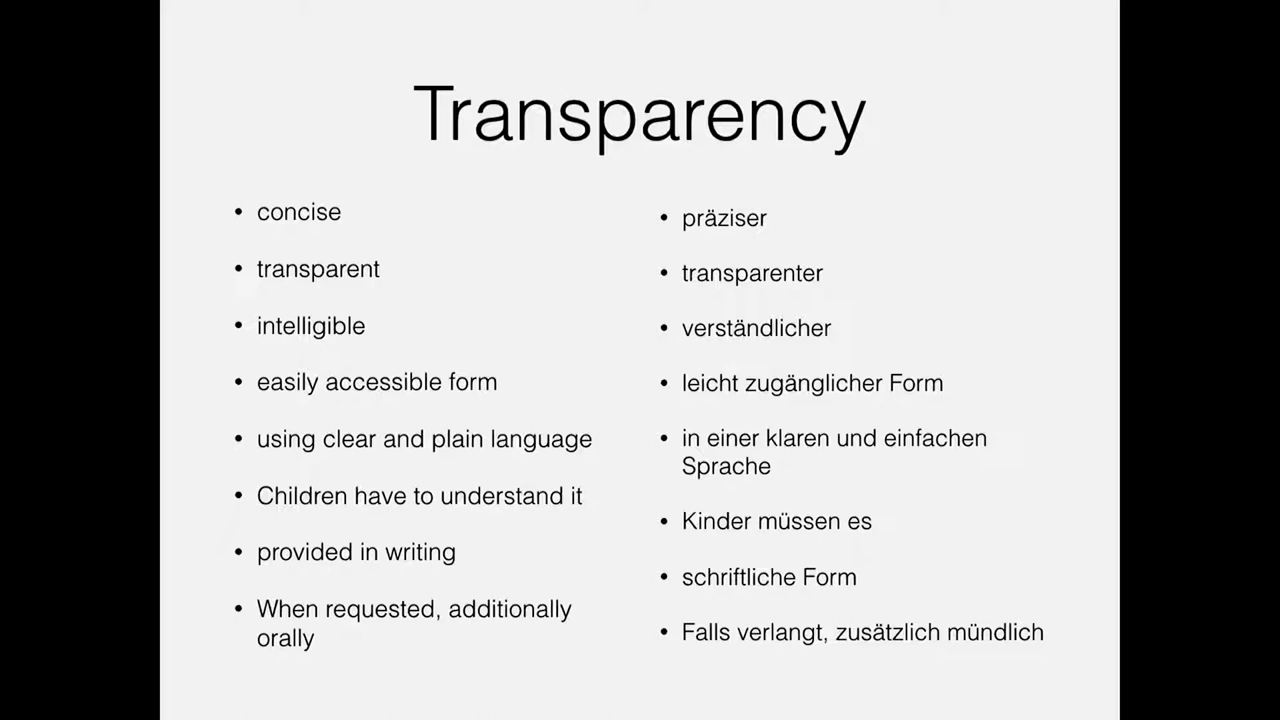 Transparency
• concise
• transparent
• intelligible
• easily accessible form
• using clear and plain language
• Children have to understand it
• provided in writing
• When requested, additionally
orally
• präziser
• transparenter
• verständlicher
• leicht zugänglicher Form
• in einer klaren und einfachen
Sprache
• Kinder müssen es
• schriftliche Form
• Falls verlangt, zusätzlich mündlich